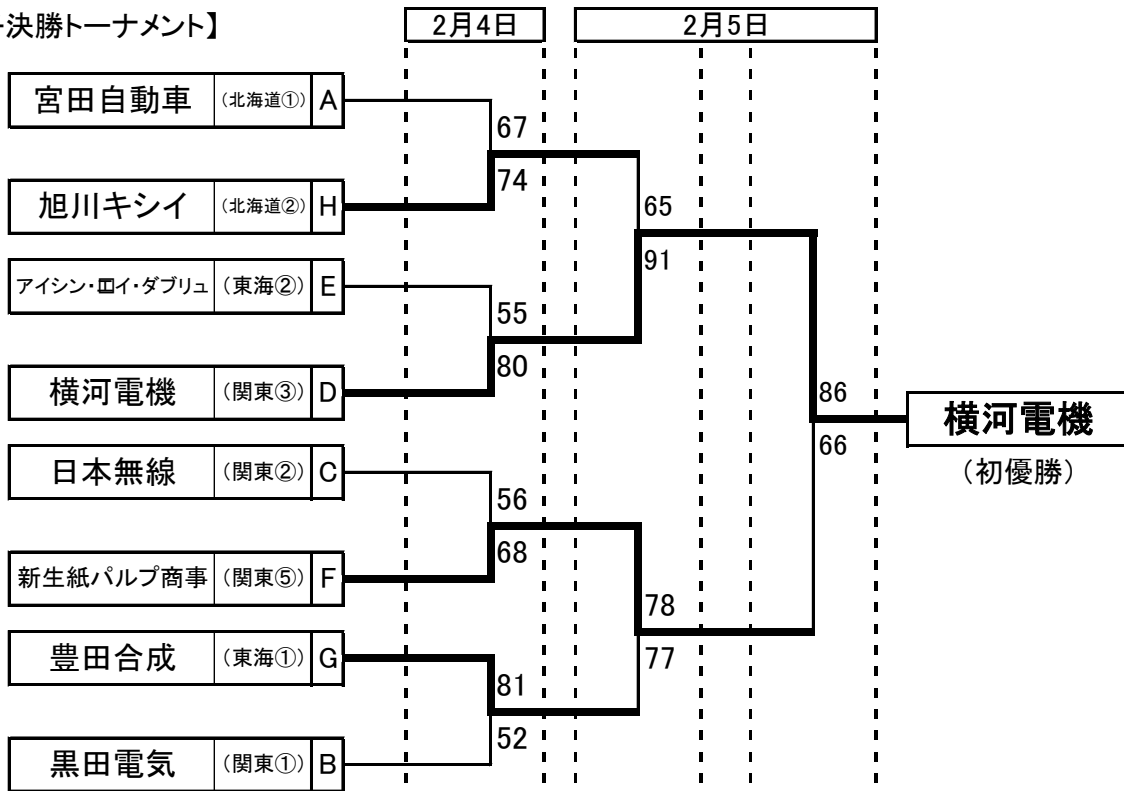 決勝トーナメント】
2月4日
2月5日
宮田自動車 (北海道①) A
67
74
旭川キシイ (北海道②) H
65
91
アイシン・エイ・ダブリュ (東海②) E
55
80
横河電機 (関東③) D
86
66
横河電機
(初優勝)
日本無線 (関東②) C
56
68
新生紙パルプ商事 (関東⑤) F
78
77
豊田合成 (東海①) G
81
52
黒田電気 (関東①) B